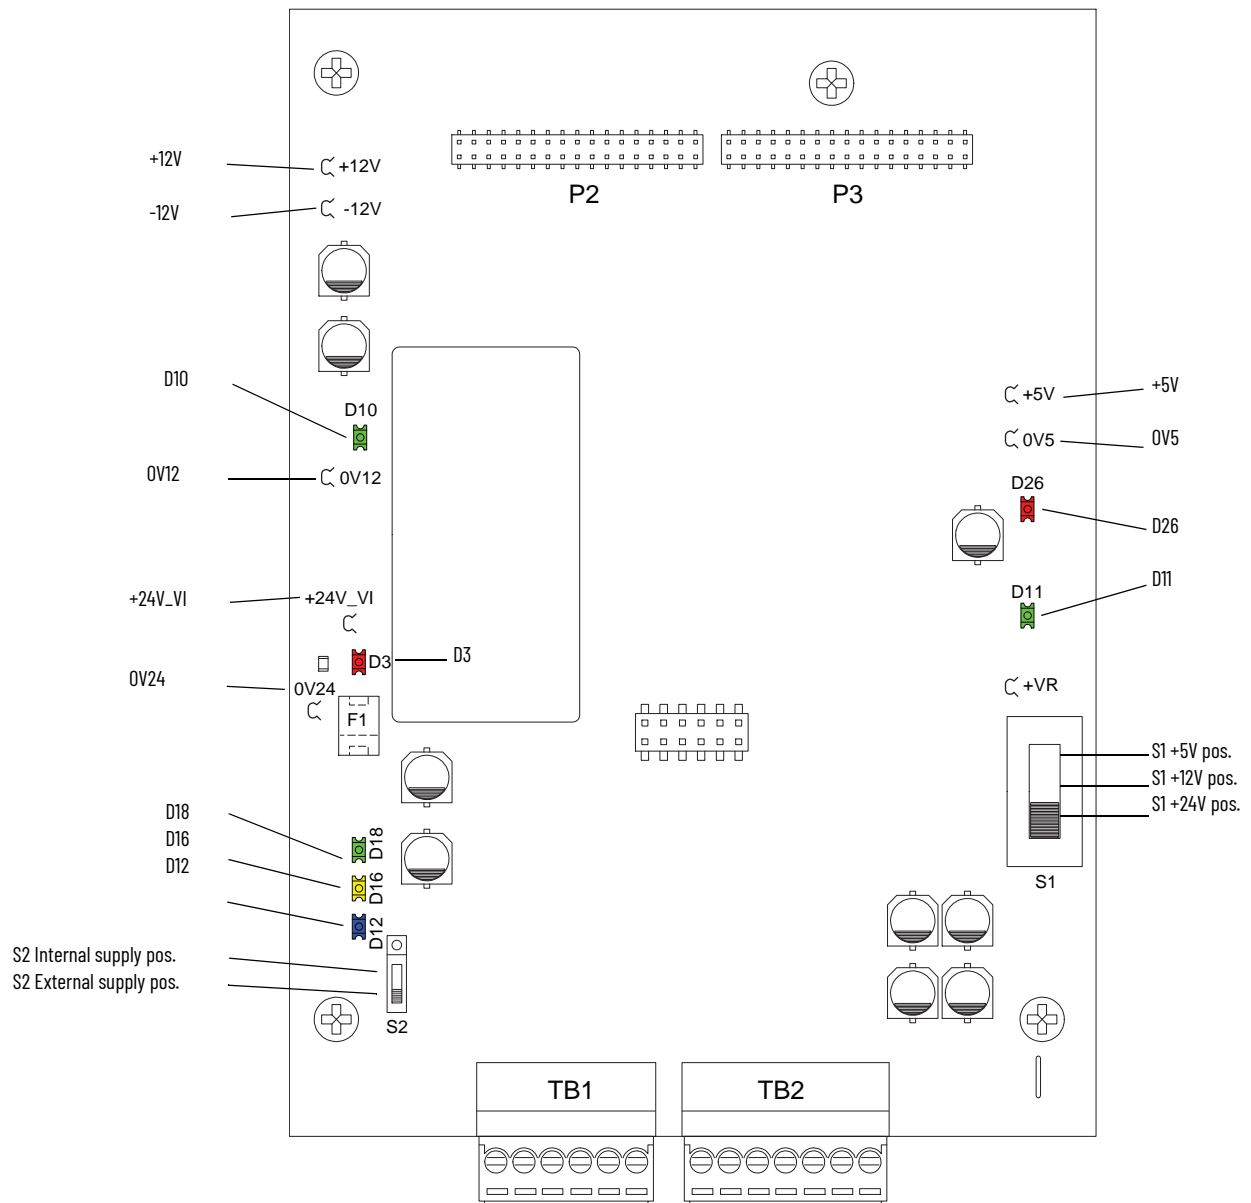 P2
P3
+12V
+12V
-12V
-12V
D10
D10
0V12
0V12
+24V_VI
+24V_VI
D3
D3
0V24
0V24
F1
+5V
+5V
0V5
0V5
D26
D26
D11
D11
+VR
S1 +5V pos.
S1 +12V pos.
S1 +24V pos.
S1
D18
D18
D16
D16
D12
D12
S2 Internal supply pos.
S2 External supply pos.
S2
TB1
TB2